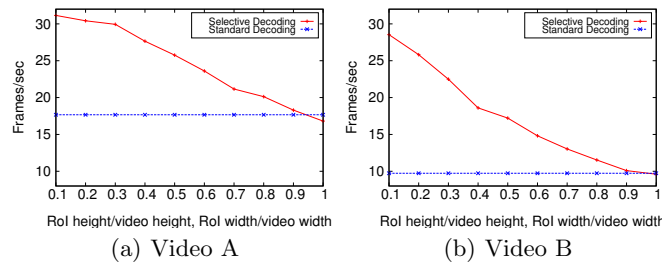 Frames/sec
30
25
20
15
10
Selective Decoding
Standard Decoding
0.1 0.2 0.3 0.4 0.5 0.6 0.7 0.8 0.9 1
RoI height/video height, RoI width/video width
(a) Video A
Frames/sec
30
25
20
15
10
Selective Decoding
Standard Decoding
0.1 0.2 0.3 0.4 0.5 0.6 0.7 0.8 0.9 1
RoI height/video height, RoI width/video width
(b) Video B